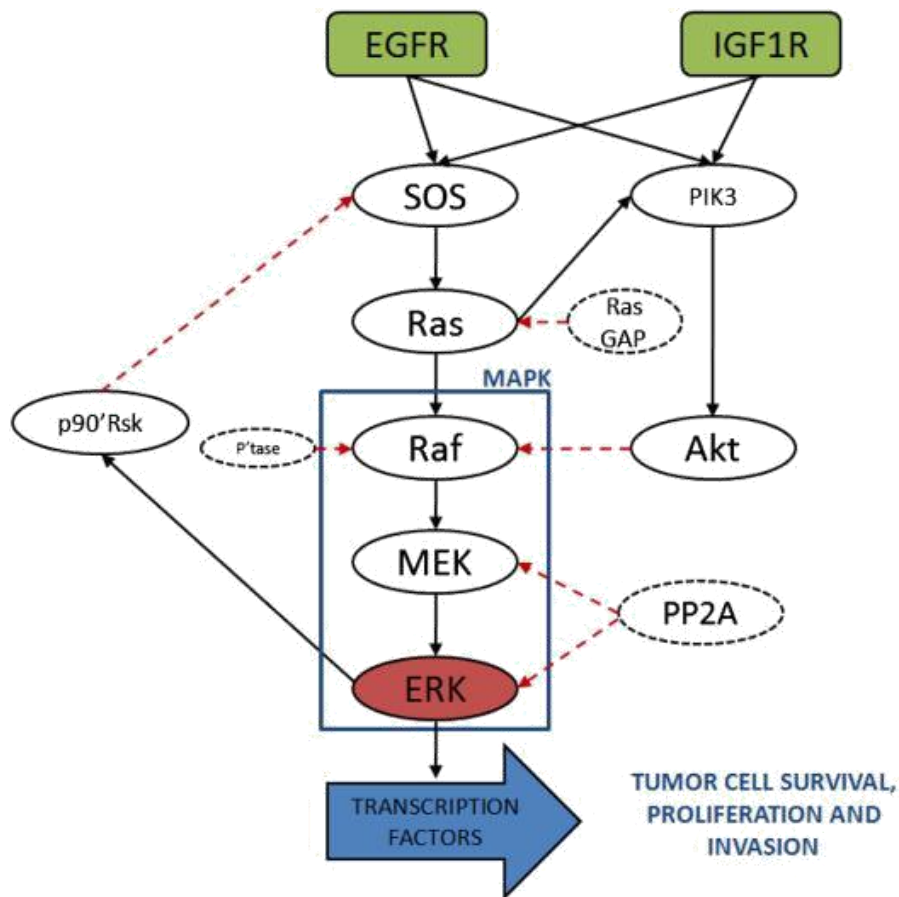 EGFR
IGF1R
SOS
PIK3
Ras
Ras
GAP
MAPK
p90'Rsk
P'tase
Raf
Akt
MEK
PP2A
ERK
TRANSCRIPTION
FACTORS
TUMOR CELL SURVIVAL,
PROLIFERATION AND
INVASION